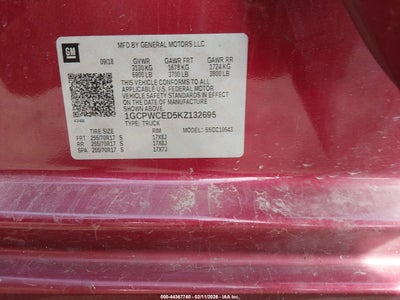 GM
MFD BY GENERAL MOTORS LLC
09/18 GVWR GAWR FRT GAWR RR
3130 KG 1678 KG 1724 KG
6900 LB 3700 LB 3800 LB
THIS VEHICLE CONFORMS TO ALL
APPLICABLE U.S. FEDERAL MOTOR
VEHICLE SAFETY STANDARDS IN EFFECT
ON THE DATE OF MANUFACTURE
SHOWN ABOVE.
1GCPWCED5KZ132695
TYPE: TRUCK
TIRE SIZE RIM MODEL:
FRT 255/70R17 S 17X8J
RR 255/70R17 S 17X8J
SPA 255/70R17 S 17X7J
000-44367740 - 02/11/2026 - IAA Inc.